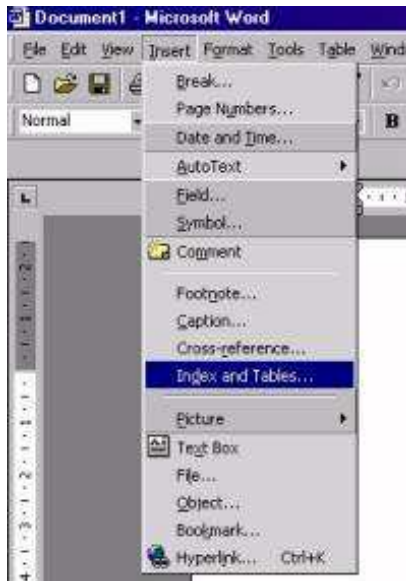 Document1 - Microsoft Word
File Edit View Insert Format Tools Table
Normal B
Break...
Page Numbers...
Date and Time...
AutoText
Field...
Symbol...
Comment
Footnote...
Caption...
Cross-reference...
Index and Tables...
Picture
Text Box
File...
Object...
Bookmark...
Hyperlink... Ctrl+K